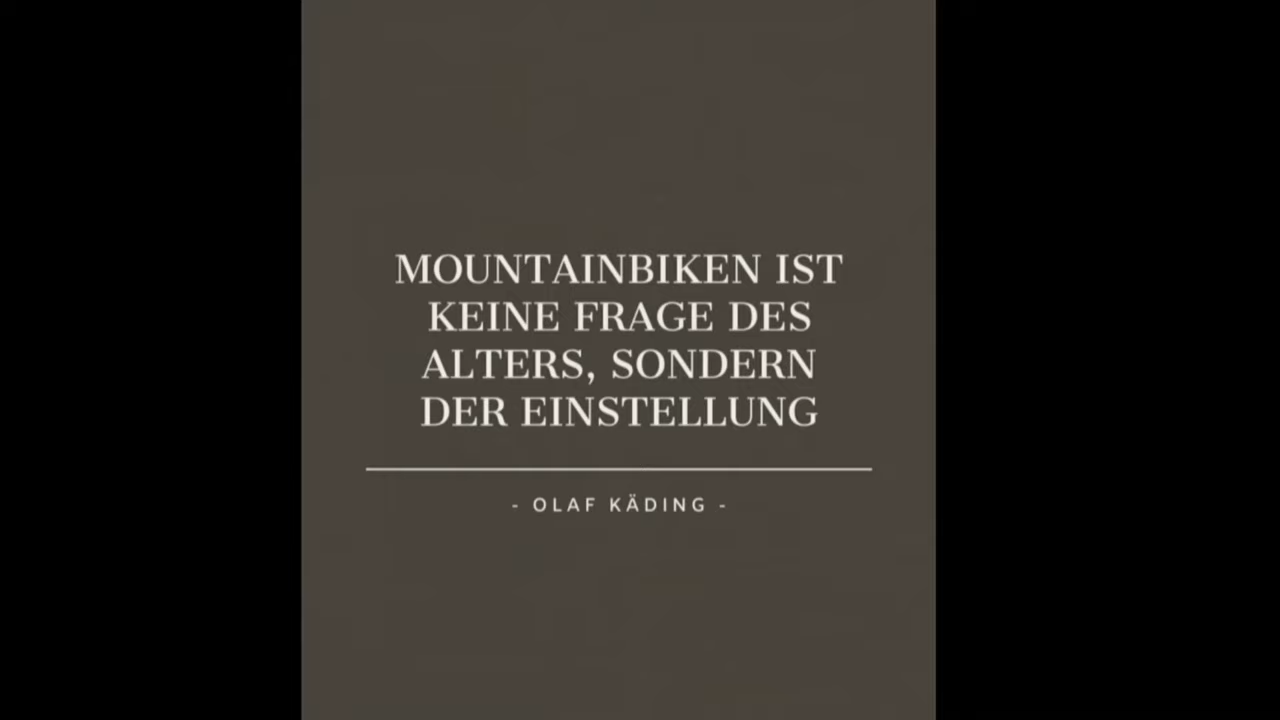 MOUNTAINBIKEN IST
KEINE FRAGE DES
ALTERS, SONDERN
DER EINSTELLUNG
- OLAF KÄDING -